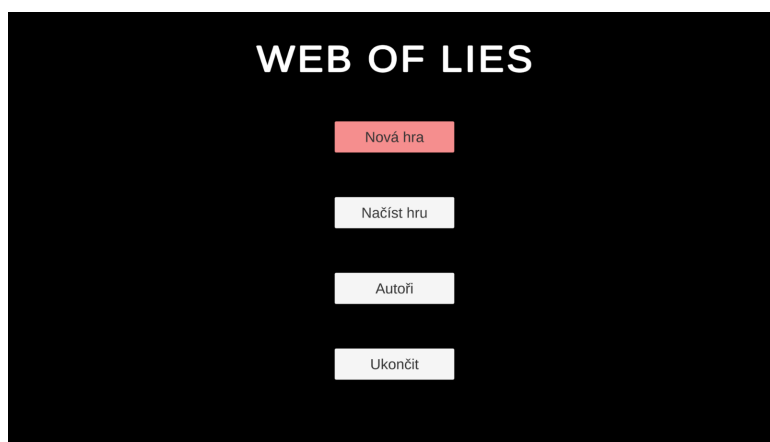 WEB OF LIES
Nová hra
Načíst hru
Autoři
Ukončit